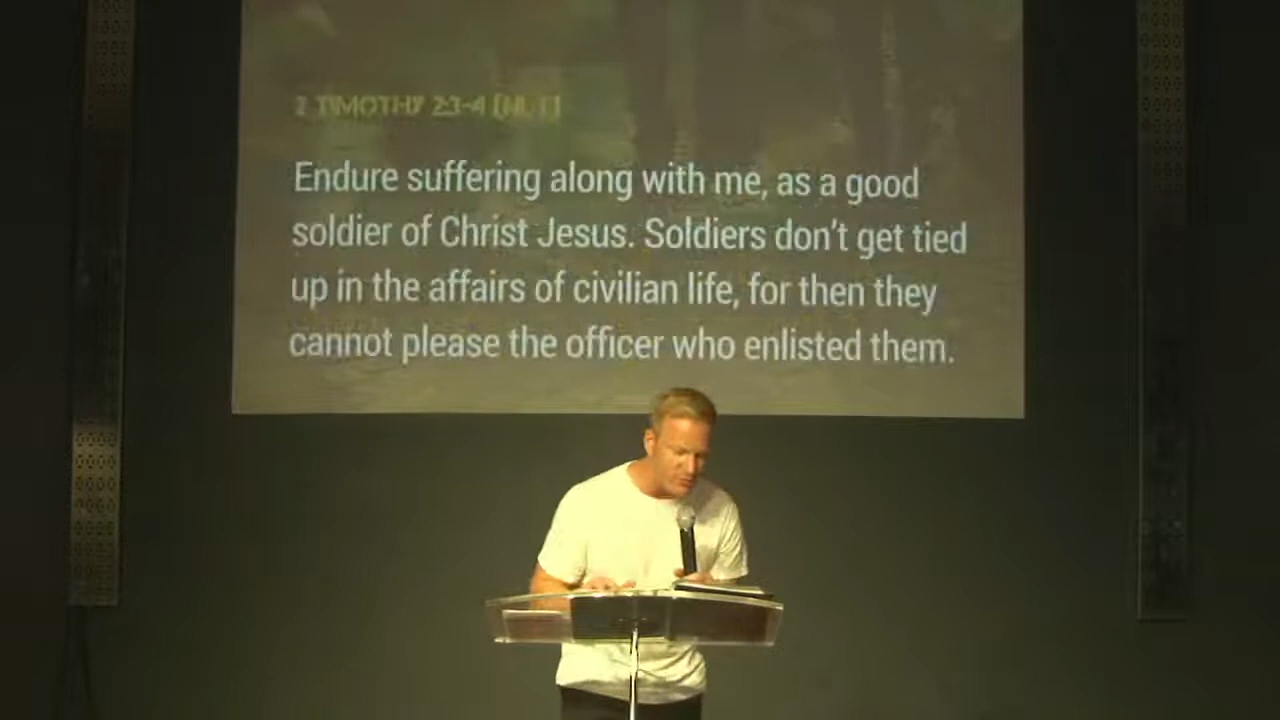 2 TIMOTHY 2:3-4 [NLT]
Endure suffering along with me, as a good
soldier of Christ Jesus. Soldiers don't get tied
up in the affairs of civilian life, for then they
cannot please the officer who enlisted them.